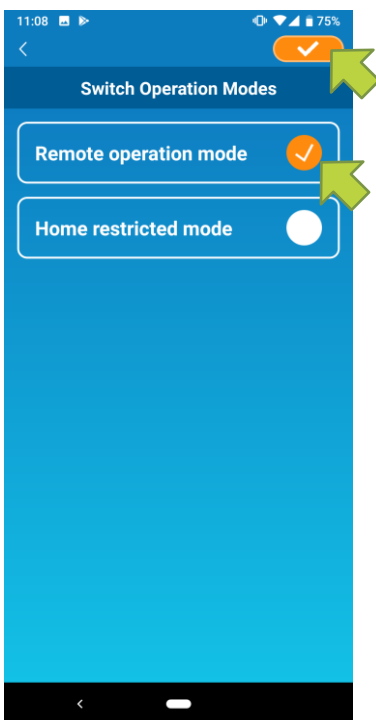 11:08 75%
Switch Operation Modes
Remote operation mode
Home restricted mode